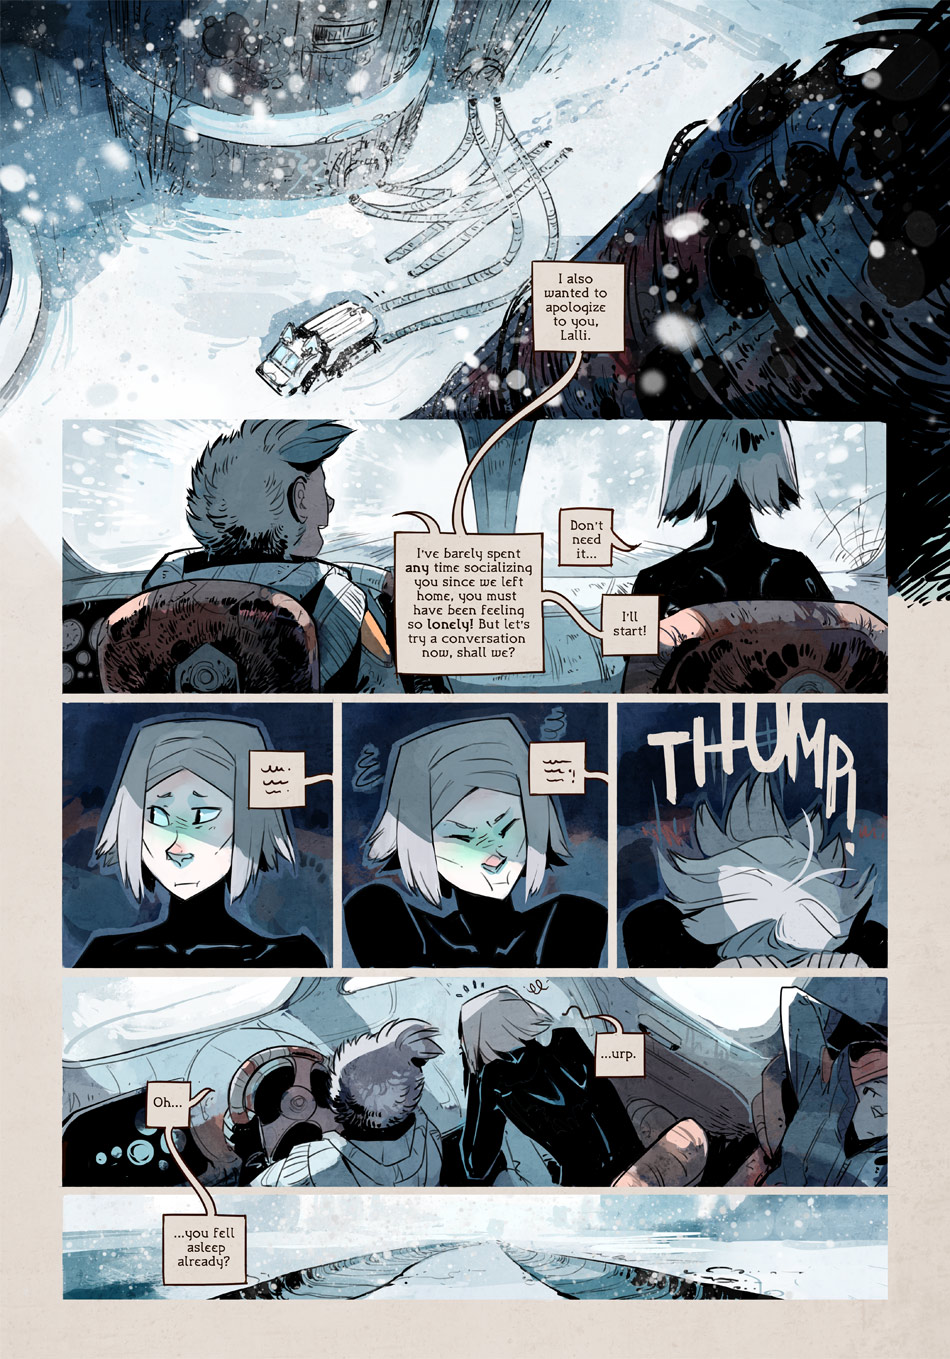 I also
wanted to
apologize
to you,
Lalli.
I've barely spent
any time socializing
you since we left
home, you must
have been feeling
so lonely! But let's
try a conversation
now, shall we?
Don't
need
it...
I'll
start!
THUMP!
...urp.
Oh...
...you fell
asleep
already?